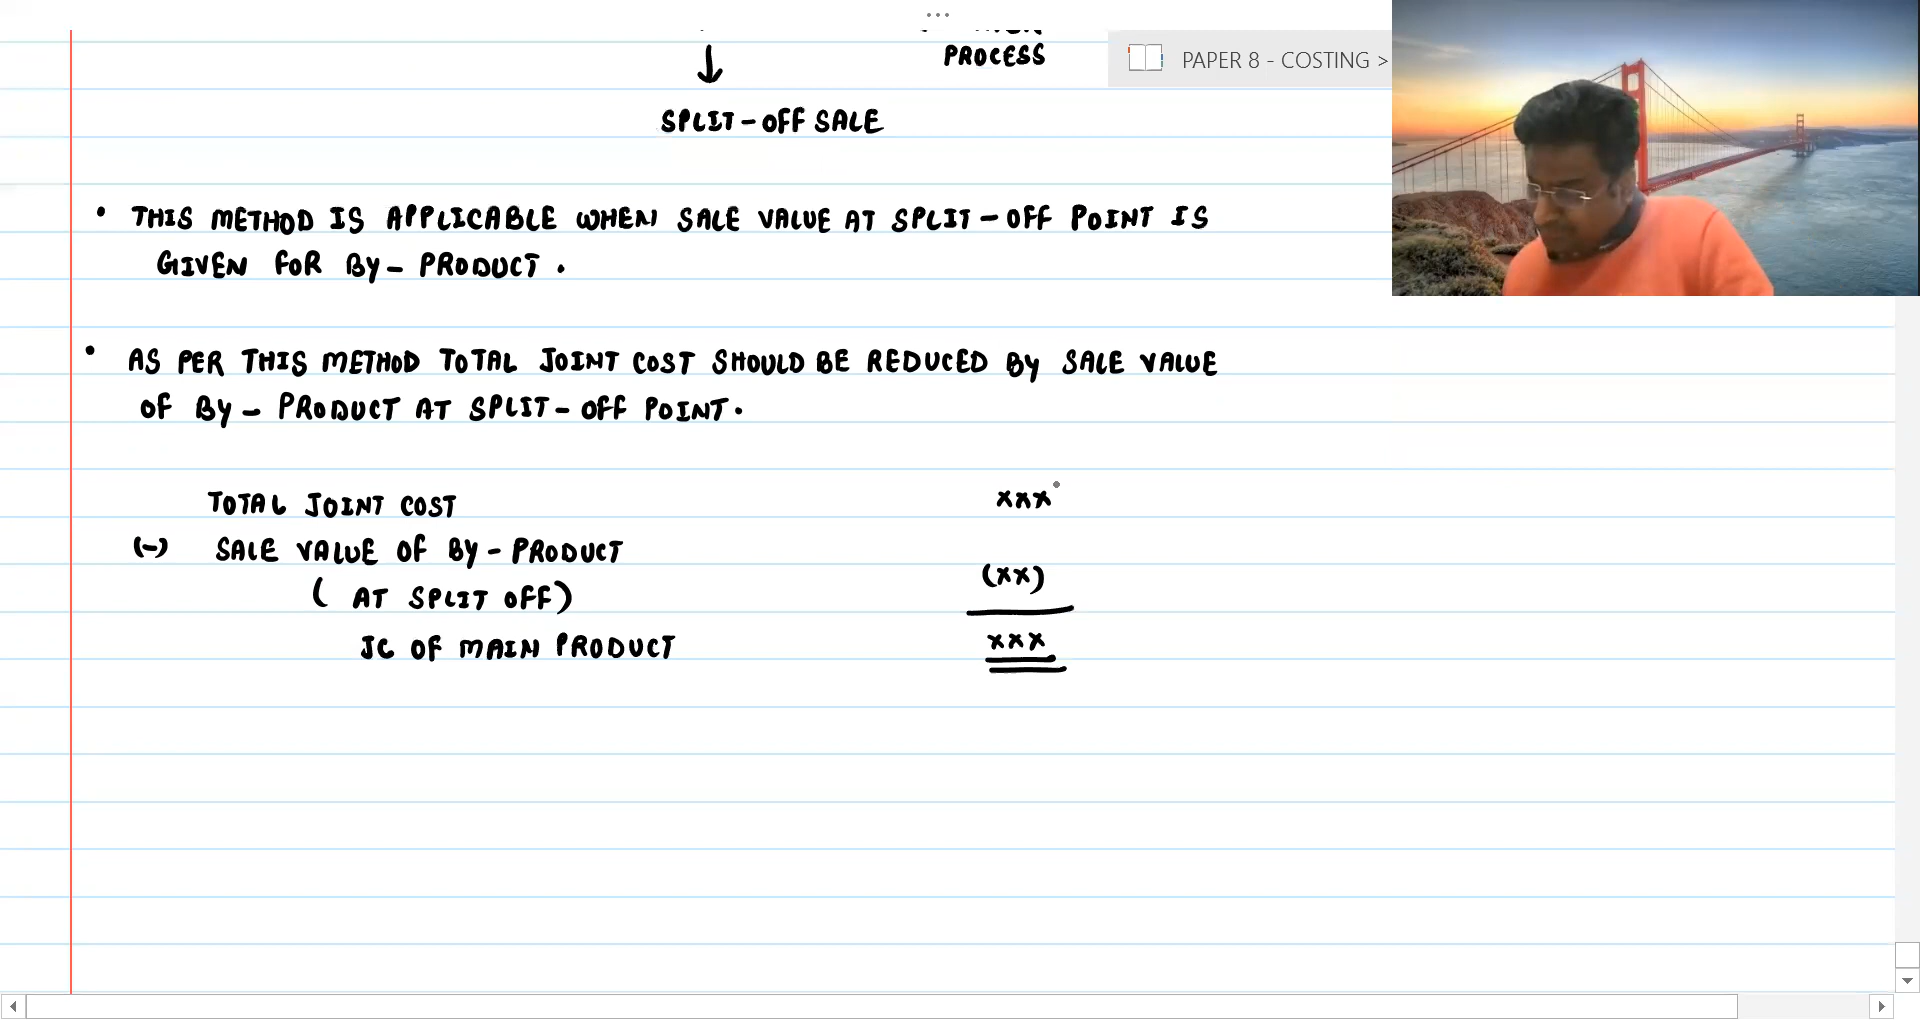 PROCESS
PAPER 8 - COSTING >
SPLIT-OFF SALE
• THIS METHOD IS APPLICABLE WHEN SALE VALUE AT SPLIT-OFF POINT IS
GIVEN FOR BY-PRODUCT.
• AS PER THIS METHOD TOTAL JOINT COST SHOULD BE REDUCED BY SALE VALUE
OF BY-PRODUCT AT SPLIT-OFF POINT.
TOTAL JOINT COST xxx
(-) SALE VALUE OF BY-PRODUCT
(AT SPLIT OFF) (xx)
JC OF MAIN PRODUCT xxx